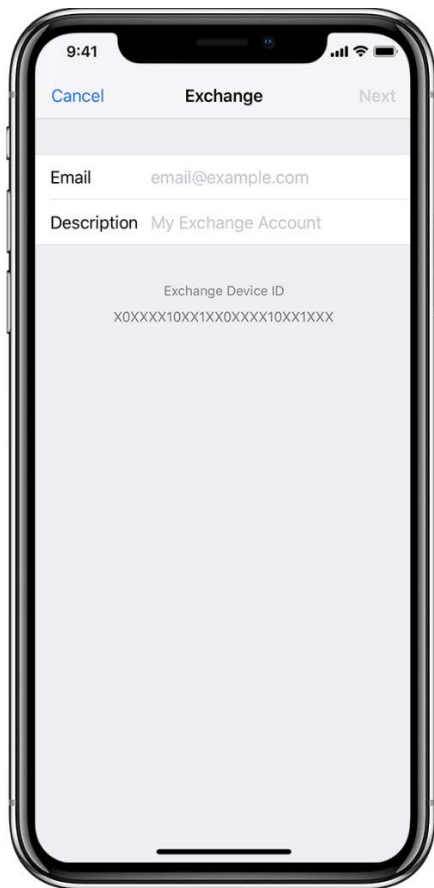 9:41
Cancel Exchange Next
Email email@example.com
Description My Exchange Account
Exchange Device ID
X0XXXX10XX1XX0XXXX10XX1XXX